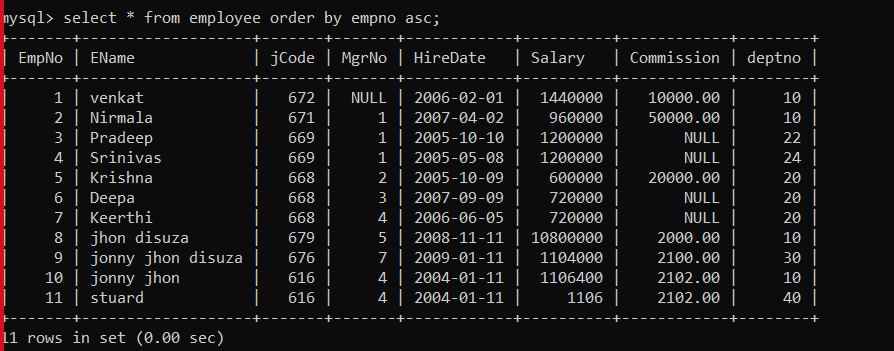 mysql> select * from employee order by empno asc;
+-------+-------------------+-------+-------+------------+----------+------------+--------+
| EmpNo | EName             | jCode | MgrNo | HireDate   | Salary   | Commission | deptno |
+-------+-------------------+-------+-------+------------+----------+------------+--------+
|     1 | venkat            |   672 |  NULL | 2006-02-01 |  1440000 |   10000.00 |     10 |
|     2 | Nirmala           |   671 |     1 | 2007-04-02 |   960000 |   50000.00 |     10 |
|     3 | Pradeep           |   669 |     1 | 2005-10-10 |  1200000 |       NULL |     22 |
|     4 | Srinivas          |   669 |     1 | 2005-05-08 |  1200000 |       NULL |     24 |
|     5 | Krishna           |   668 |     2 | 2005-10-09 |   600000 |   20000.00 |     20 |
|     6 | Deepa             |   668 |     3 | 2007-09-09 |   720000 |       NULL |     20 |
|     7 | Keerthi           |   668 |     4 | 2006-06-05 |   720000 |       NULL |     20 |
|     8 | jhon disuza       |   679 |     5 | 2008-11-11 | 10800000 |    2000.00 |     10 |
|     9 | jonny jhon disuza |   676 |     7 | 2009-01-11 |  1104000 |    2100.00 |     30 |
|    10 | jonny jhon        |   616 |     4 | 2004-01-11 |  1106400 |    2102.00 |     10 |
|    11 | stuard            |   616 |     4 | 2004-01-11 |     1106 |    2102.00 |     40 |
+-------+-------------------+-------+-------+------------+----------+------------+--------+
11 rows in set (0.00 sec)